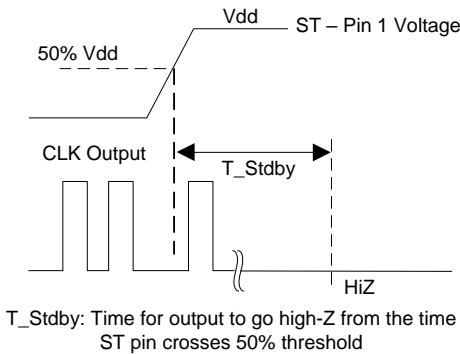 Vdd
ST – Pin 1 Voltage
50% Vdd
CLK Output
T_Stdby
HiZ
T_Stdby: Time for output to go high-Z from the time
ST pin crosses 50% threshold